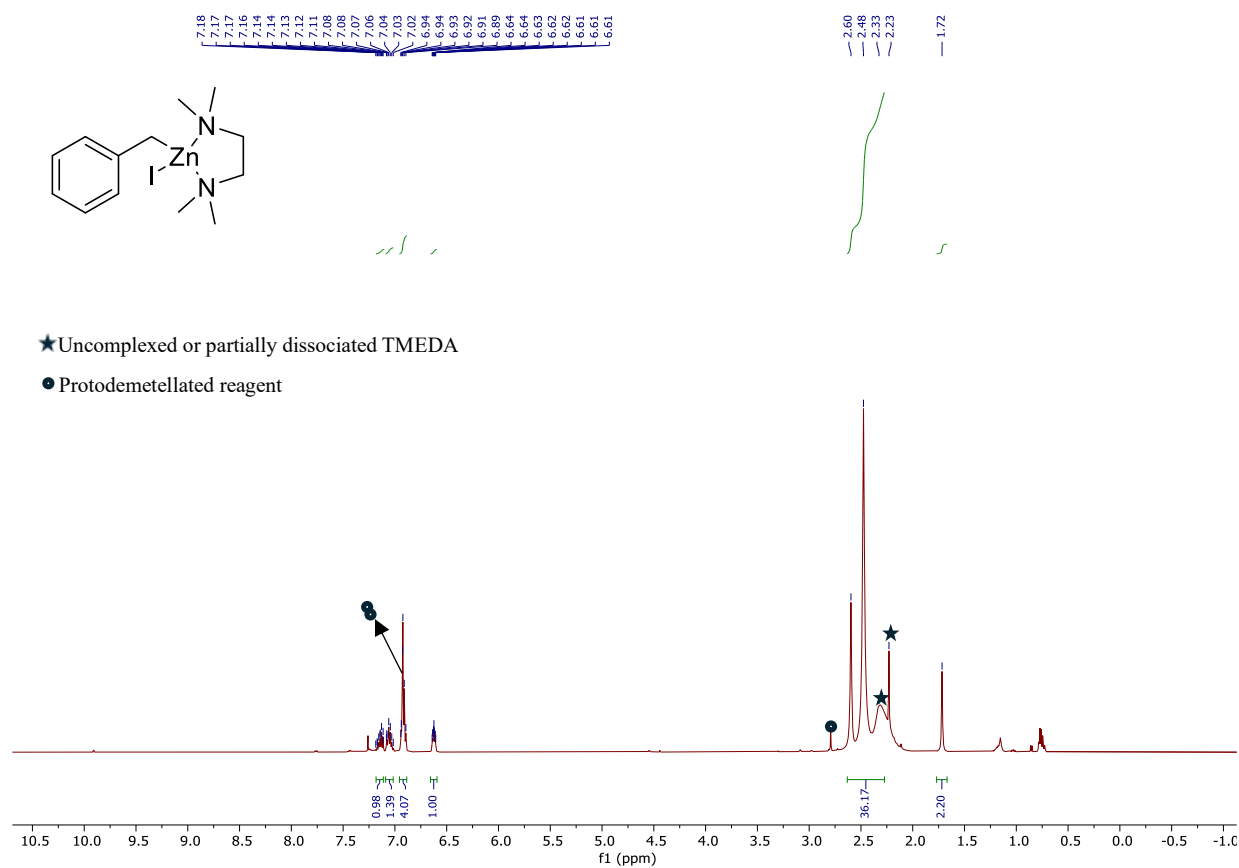 7.18 7.17 7.17 7.16 7.14 7.14 7.13 7.12 7.11 7.08 7.08 7.07 7.06 7.04 7.03 7.02 6.94 6.94 6.93 6.92 6.91 6.89 6.64 6.64 6.63 6.62 6.62 6.61 6.61 6.61
2.60 2.48 2.33 2.23 1.72
N
Zn
I
N
Uncomplexed or partially dissociated TMEDA
Protodemetellated reagent
0.98 1.39 4.07 1.00 36.17 2.20
10.5 10.0 9.5 9.0 8.5 8.0 7.5 7.0 6.5 6.0 5.5 5.0 4.5 4.0 3.5 3.0 2.5 2.0 1.5 1.0 0.5 0.0 -0.5 -1.0
f1 (ppm)